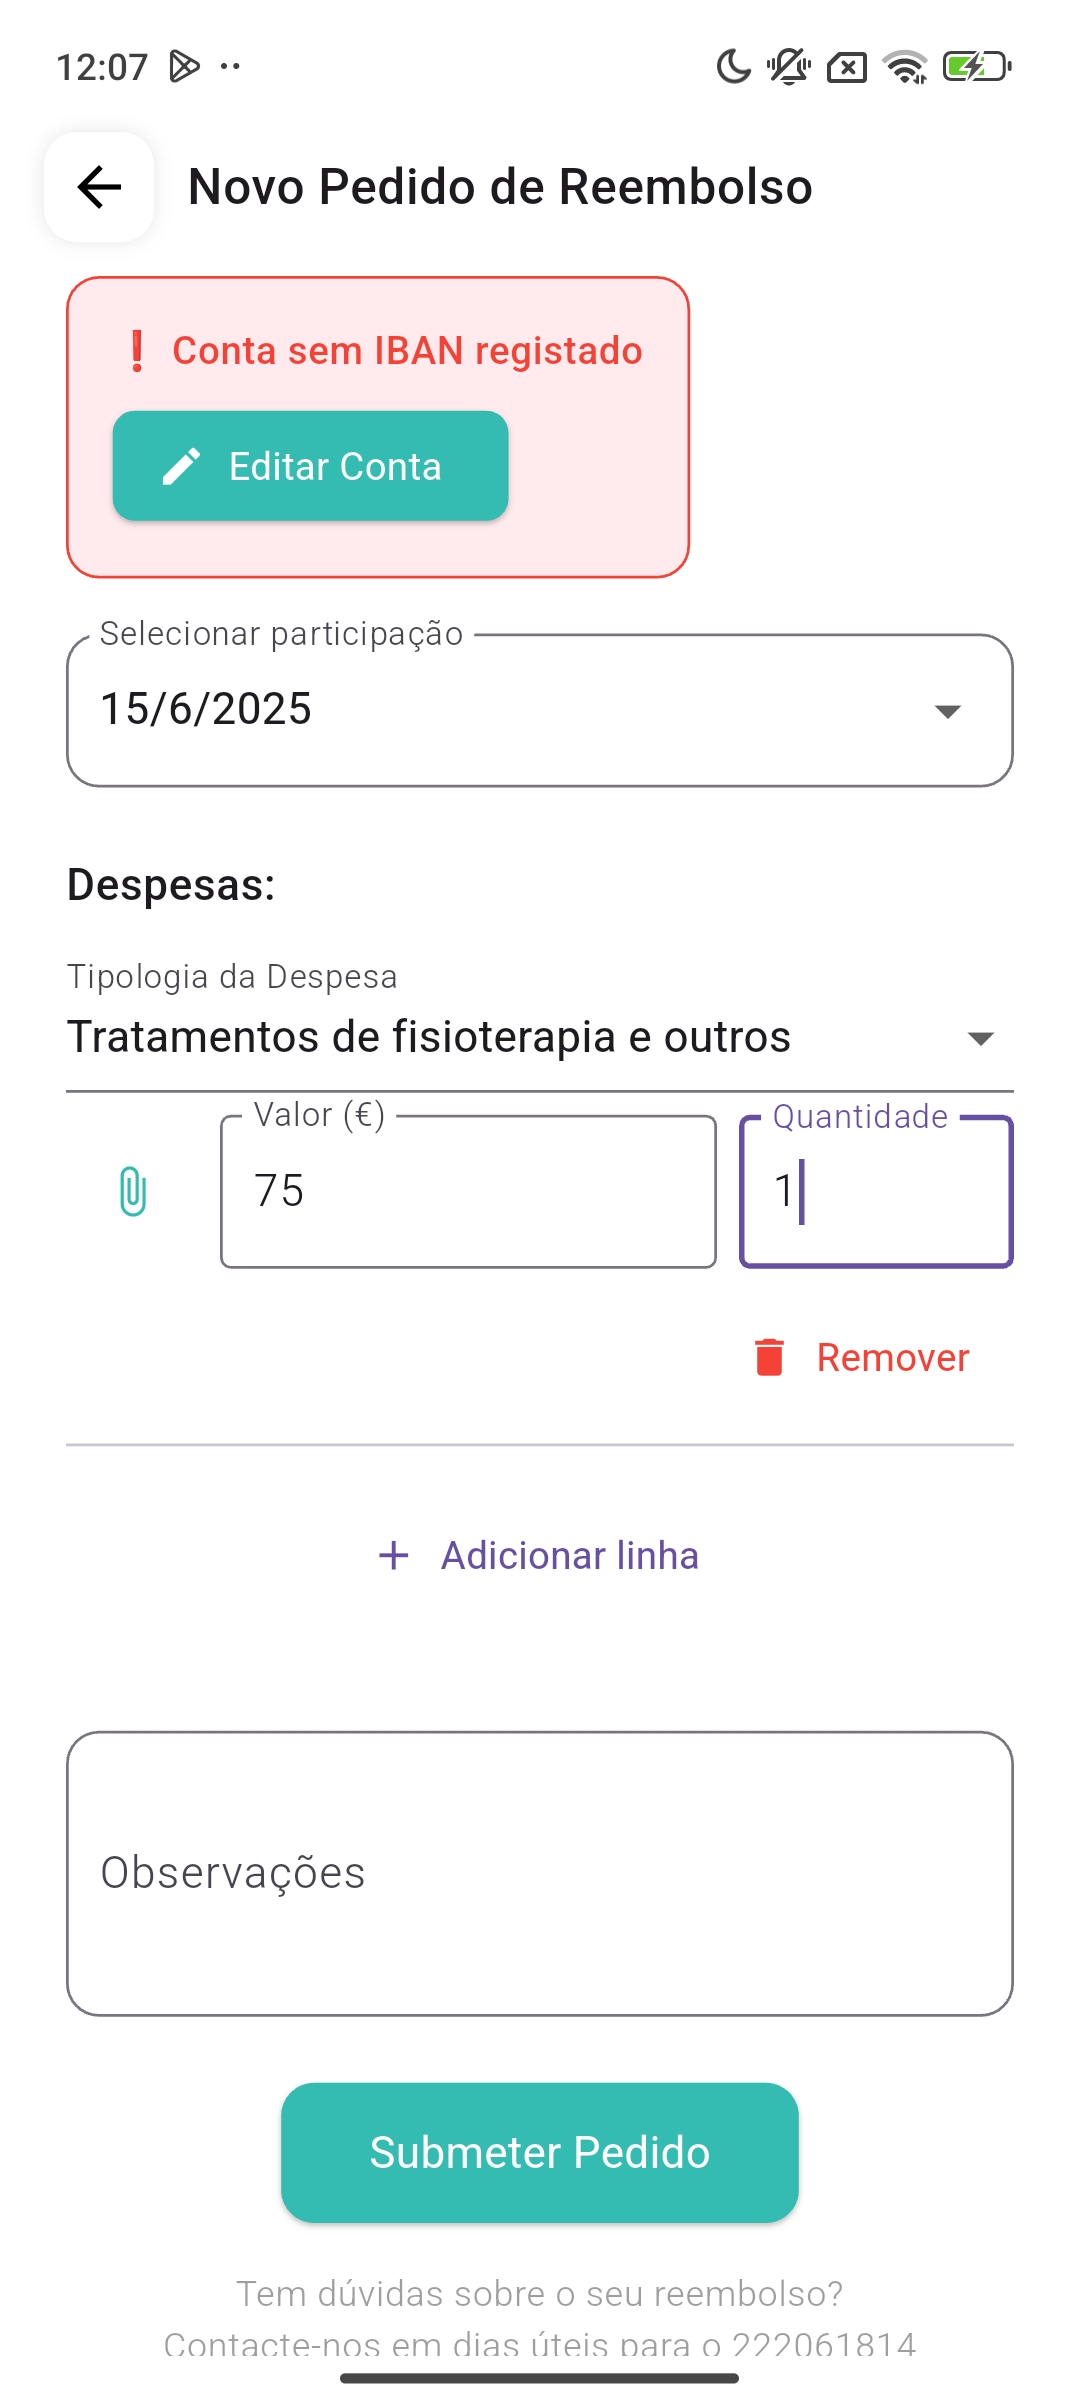 12:07
Novo Pedido de Reembolso
❗ Conta sem IBAN registado
Editar Conta
Selecionar participação
15/6/2025
Despesas:
Tipologia da Despesa
Tratamentos de fisioterapia e outros
Valor (€)
75
Quantidade
1
Remover
+ Adicionar linha
Observações
Submeter Pedido
Tem dúvidas sobre o seu reembolso?
Contacte-nos em dias úteis para o 222061814